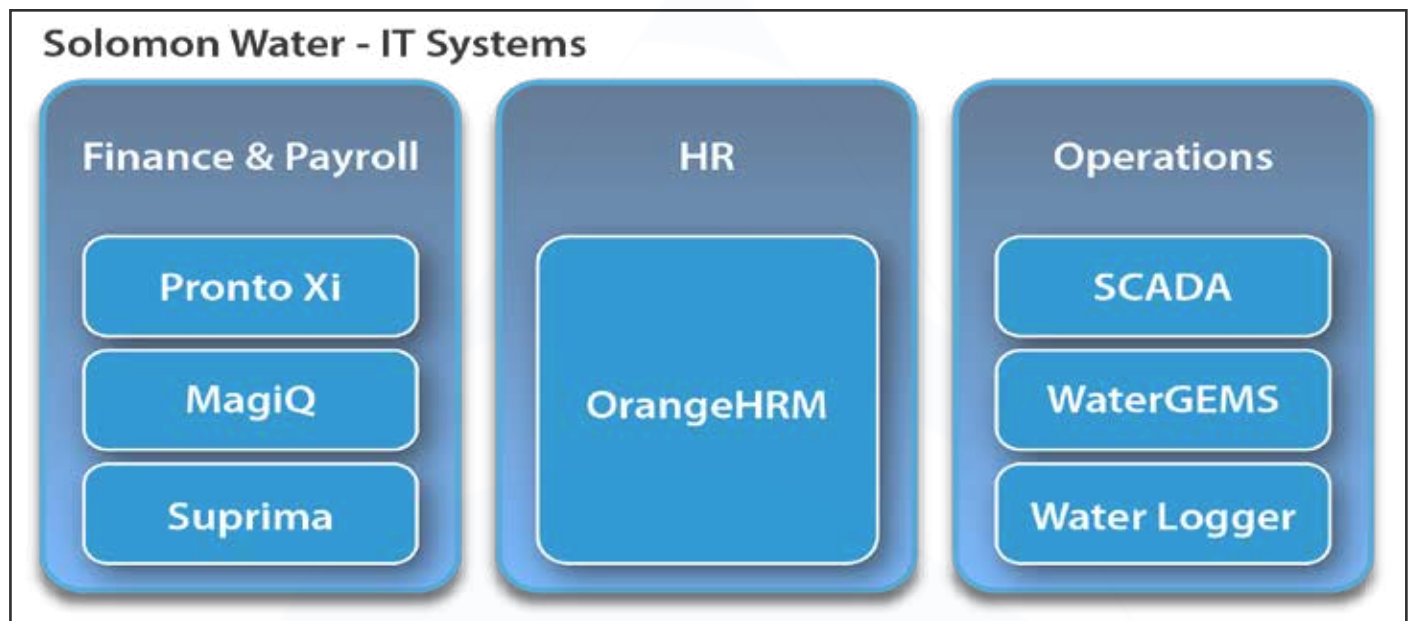 Solomon Water - IT Systems
Finance & Payroll
Pronto Xi
MagiQ
Suprima
HR
OrangeHRM
Operations
SCADA
WaterGEMS
Water Logger